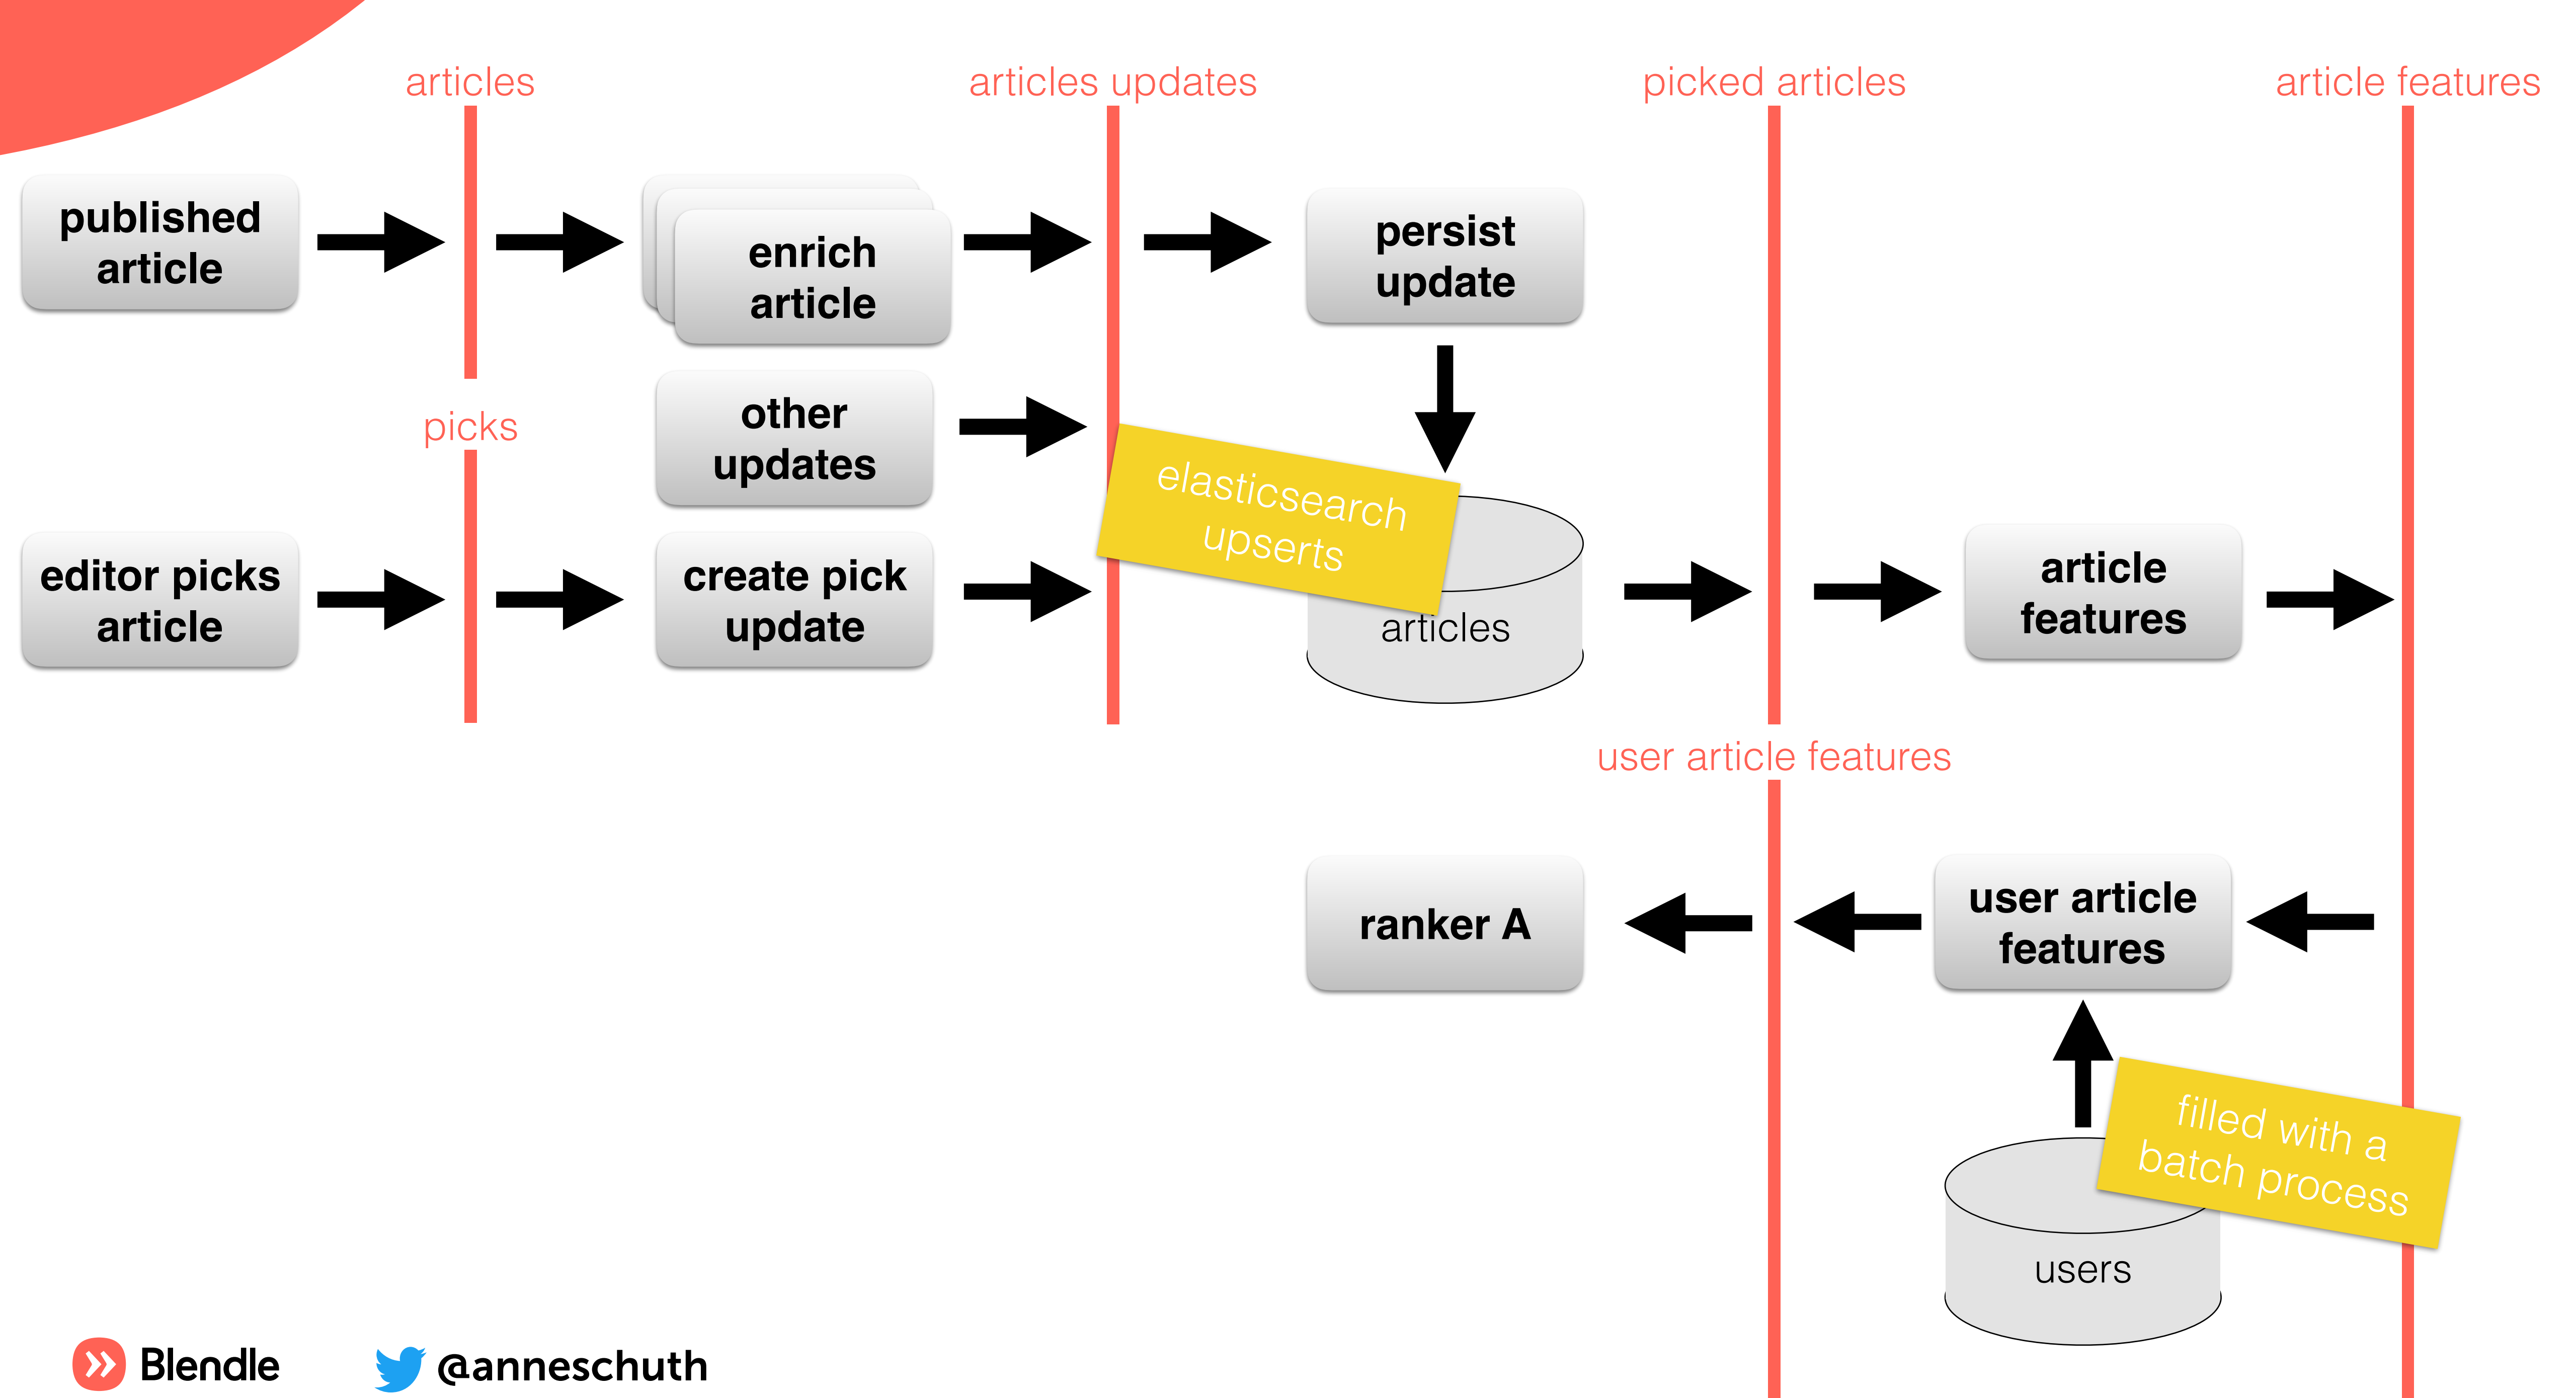 articles
articles updates
picked articles
article features
published
article
enrich
article
persist
update
picks
other
updates
elasticsearch
upserts
editor picks
article
create pick
update
articles
article
features
user article features
ranker A
user article
features
filled with a
batch process
users
Blendle
@anneschuth